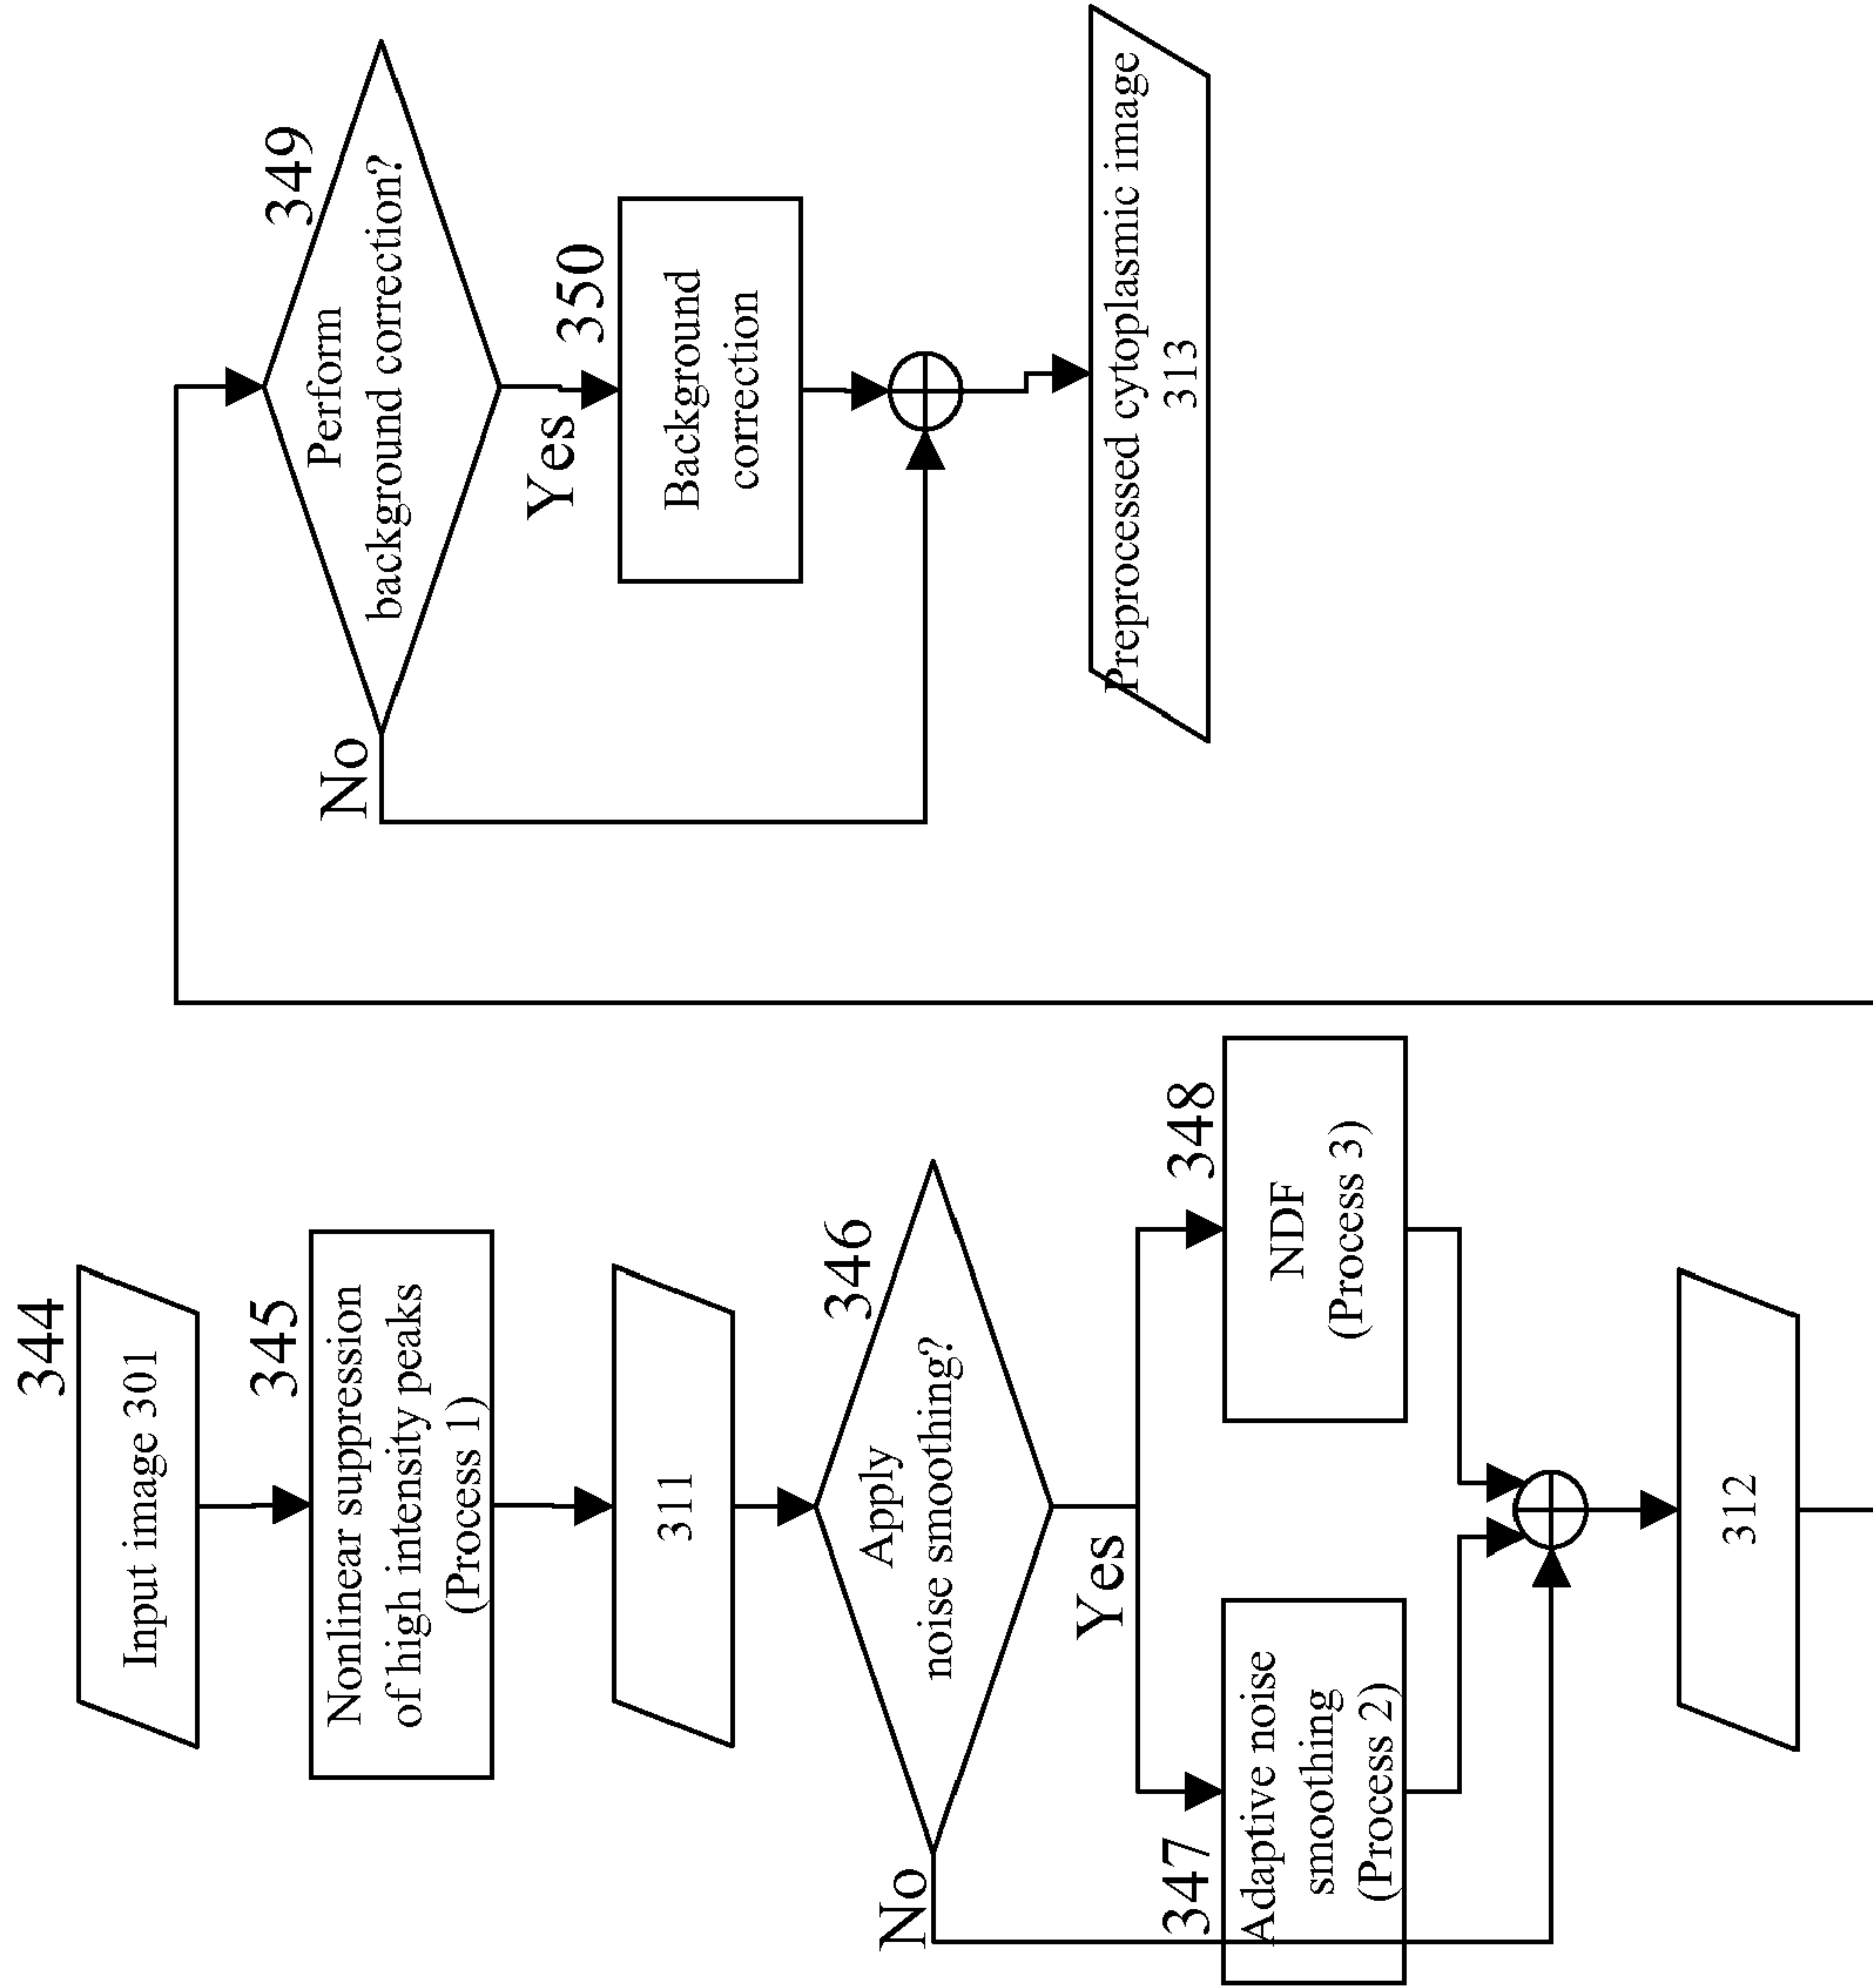 344
Input image 301
345
Nonlinear suppression
of high intensity peaks
(Process 1)
311
346
Apply
noise smoothing?
No
Yes
347
Adaptive noise
smoothing
(Process 2)
348
NDF
(Process 3)
312
349
Perform
background correction?
No
Yes
350
Background
correction
Preprocessed cytoplasmic image
313